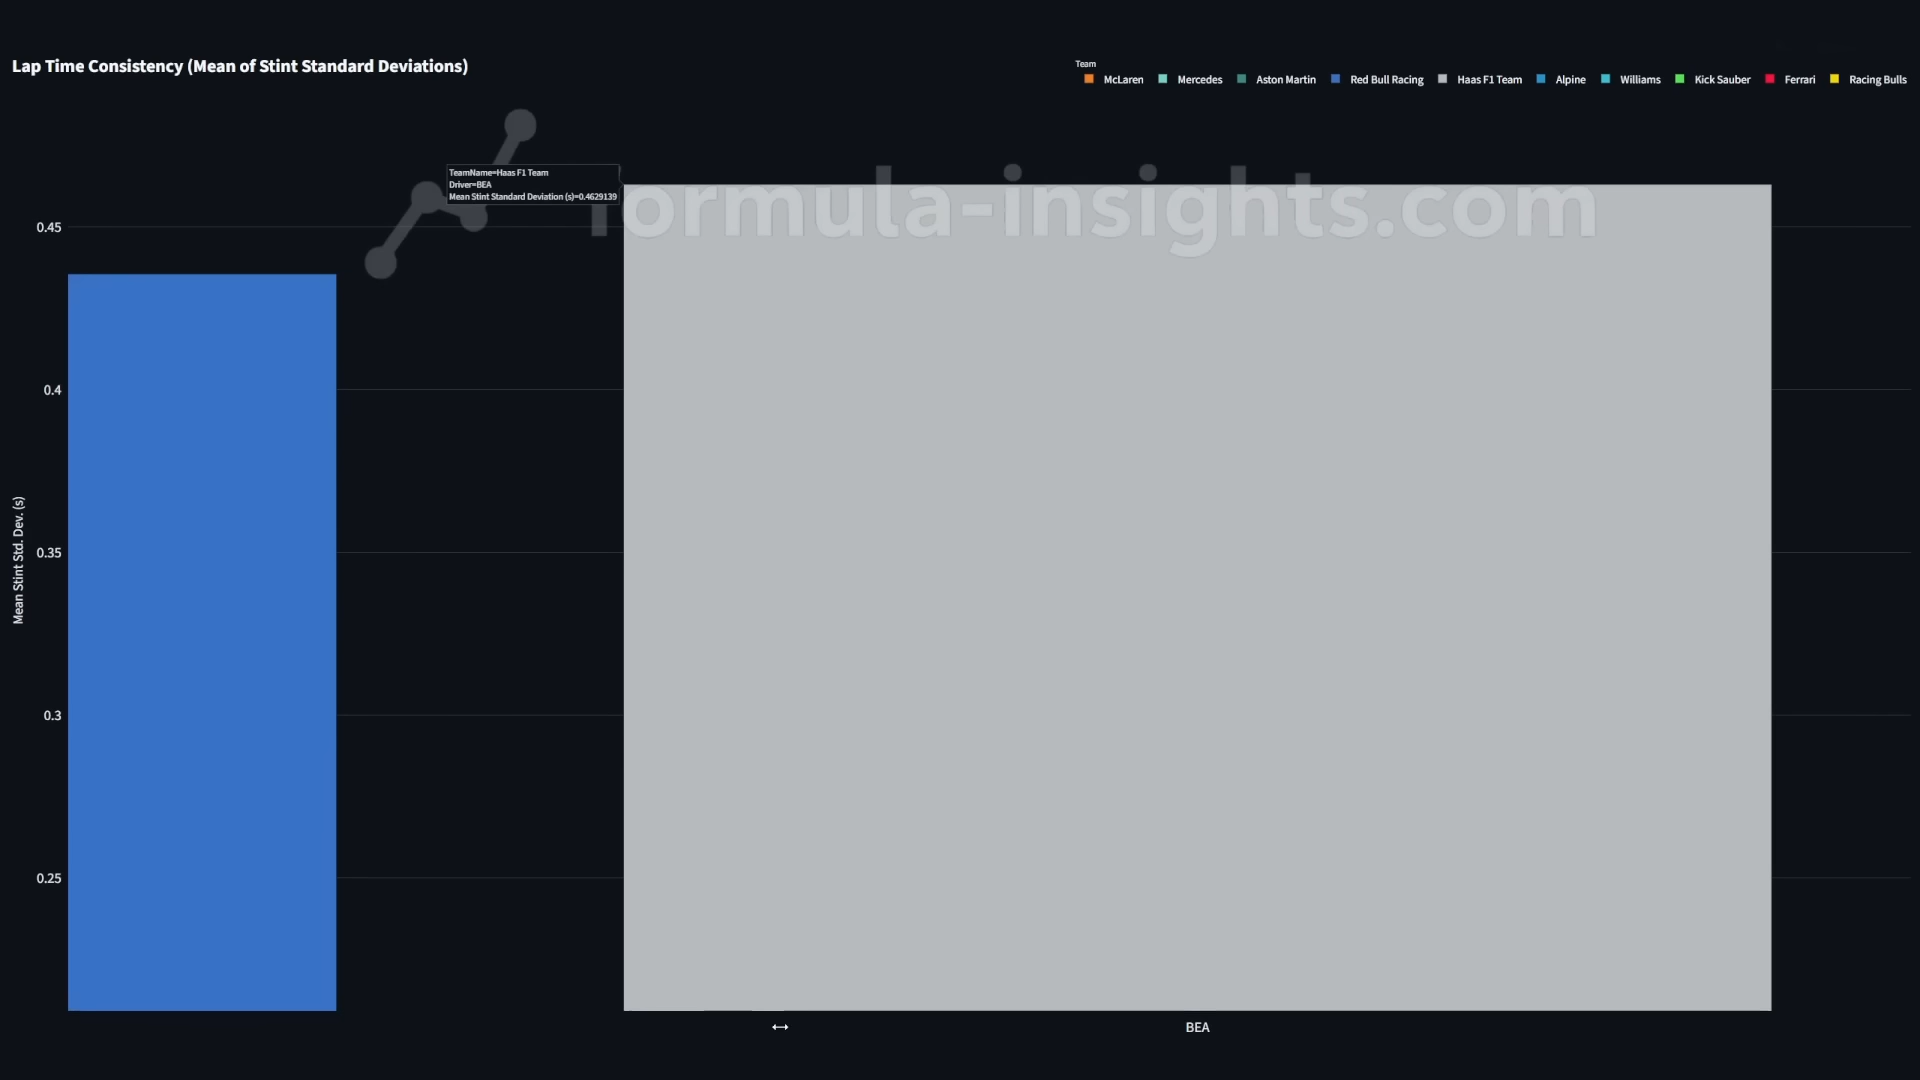 Lap Time Consistency (Mean of Stint Standard Deviations)
Team
McLaren Mercedes Aston Martin Red Bull Racing Haas F1 Team Alpine Williams Kick Sauber Ferrari Racing Bulls
TeamName=Haas F1 Team
Driver=BEA
Mean Stint Standard Deviation (s)=0.4629139
formula-insights.com
0.45
0.4
0.35
0.3
0.25
Mean Stint Std. Dev. (s)
BEA